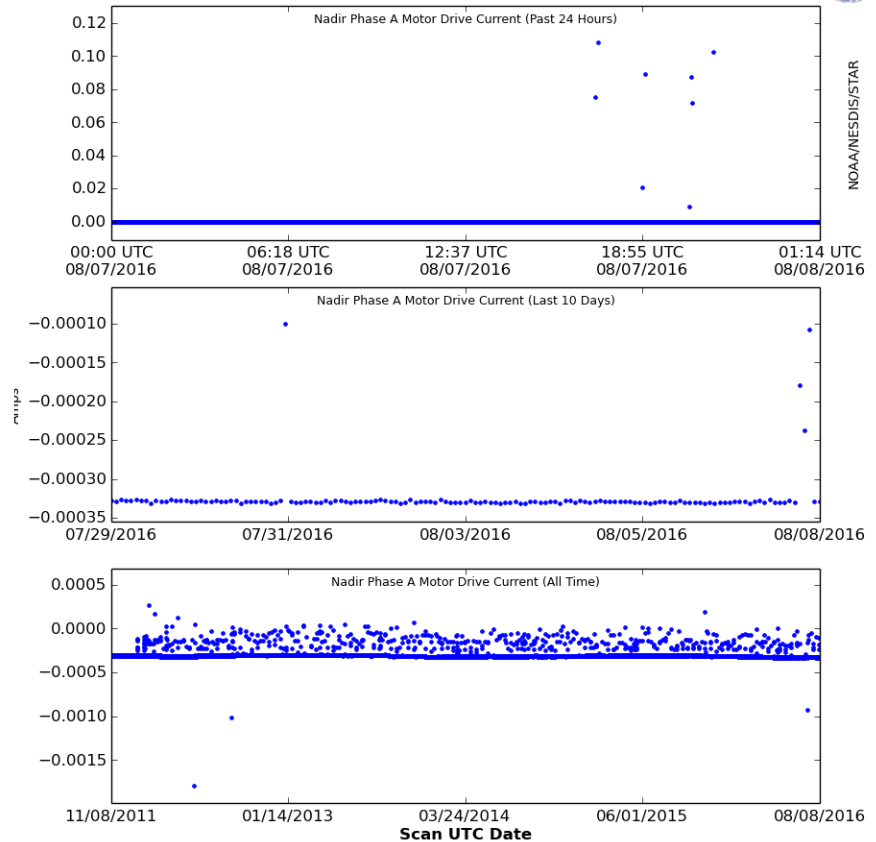 Nadir Phase A Motor Drive Current (Past 24 Hours)
0.12
0.10
0.08
0.06
0.04
0.02
0.00
00:00 UTC 06:18 UTC 12:37 UTC 18:55 UTC 01:14 UTC
08/07/2016 08/07/2016 08/07/2016 08/07/2016 08/08/2016
NOAA/NESDIS/STAR
Nadir Phase A Motor Drive Current (Last 10 Days)
−0.00010
−0.00015
−0.00020
−0.00025
−0.00030
−0.00035
Amps
07/29/2016 07/31/2016 08/03/2016 08/05/2016 08/08/2016
Nadir Phase A Motor Drive Current (All Time)
0.0005
0.0000
−0.0005
−0.0010
−0.0015
11/08/2011 01/14/2013 03/24/2014 06/01/2015 08/08/2016
Scan UTC Date